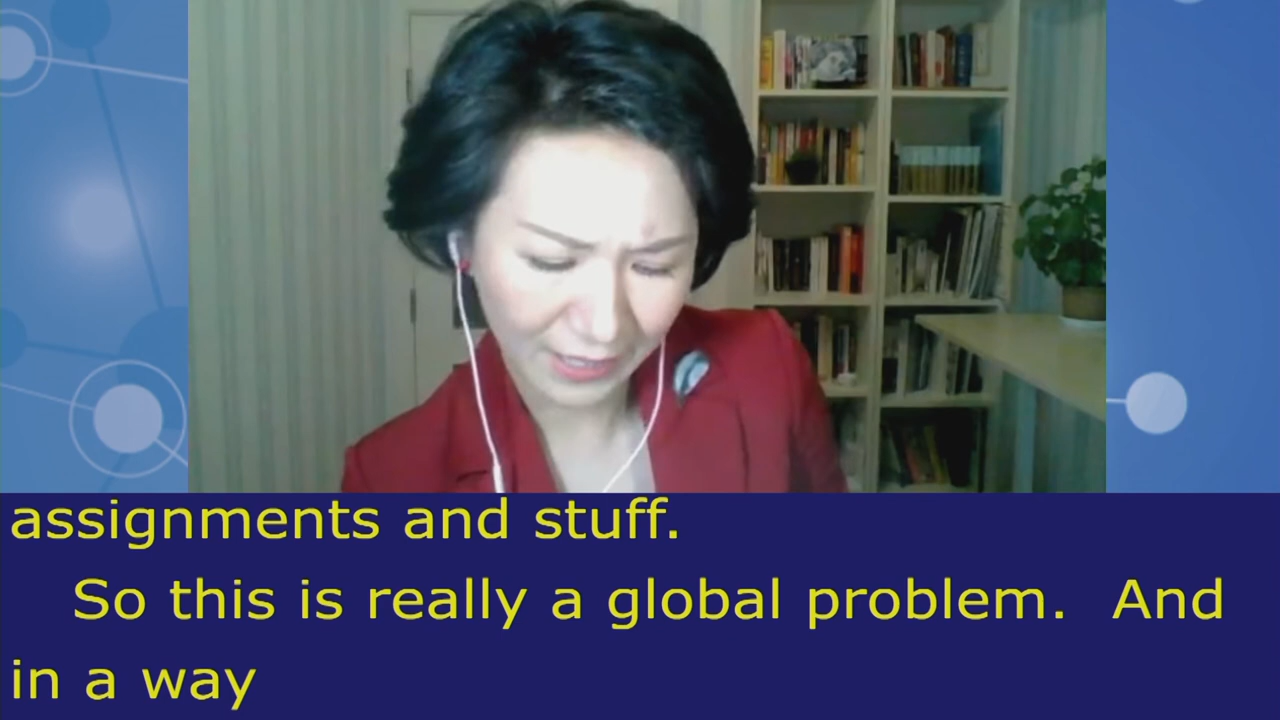 assignments and stuff.
So this is really a global problem.  And
in a way